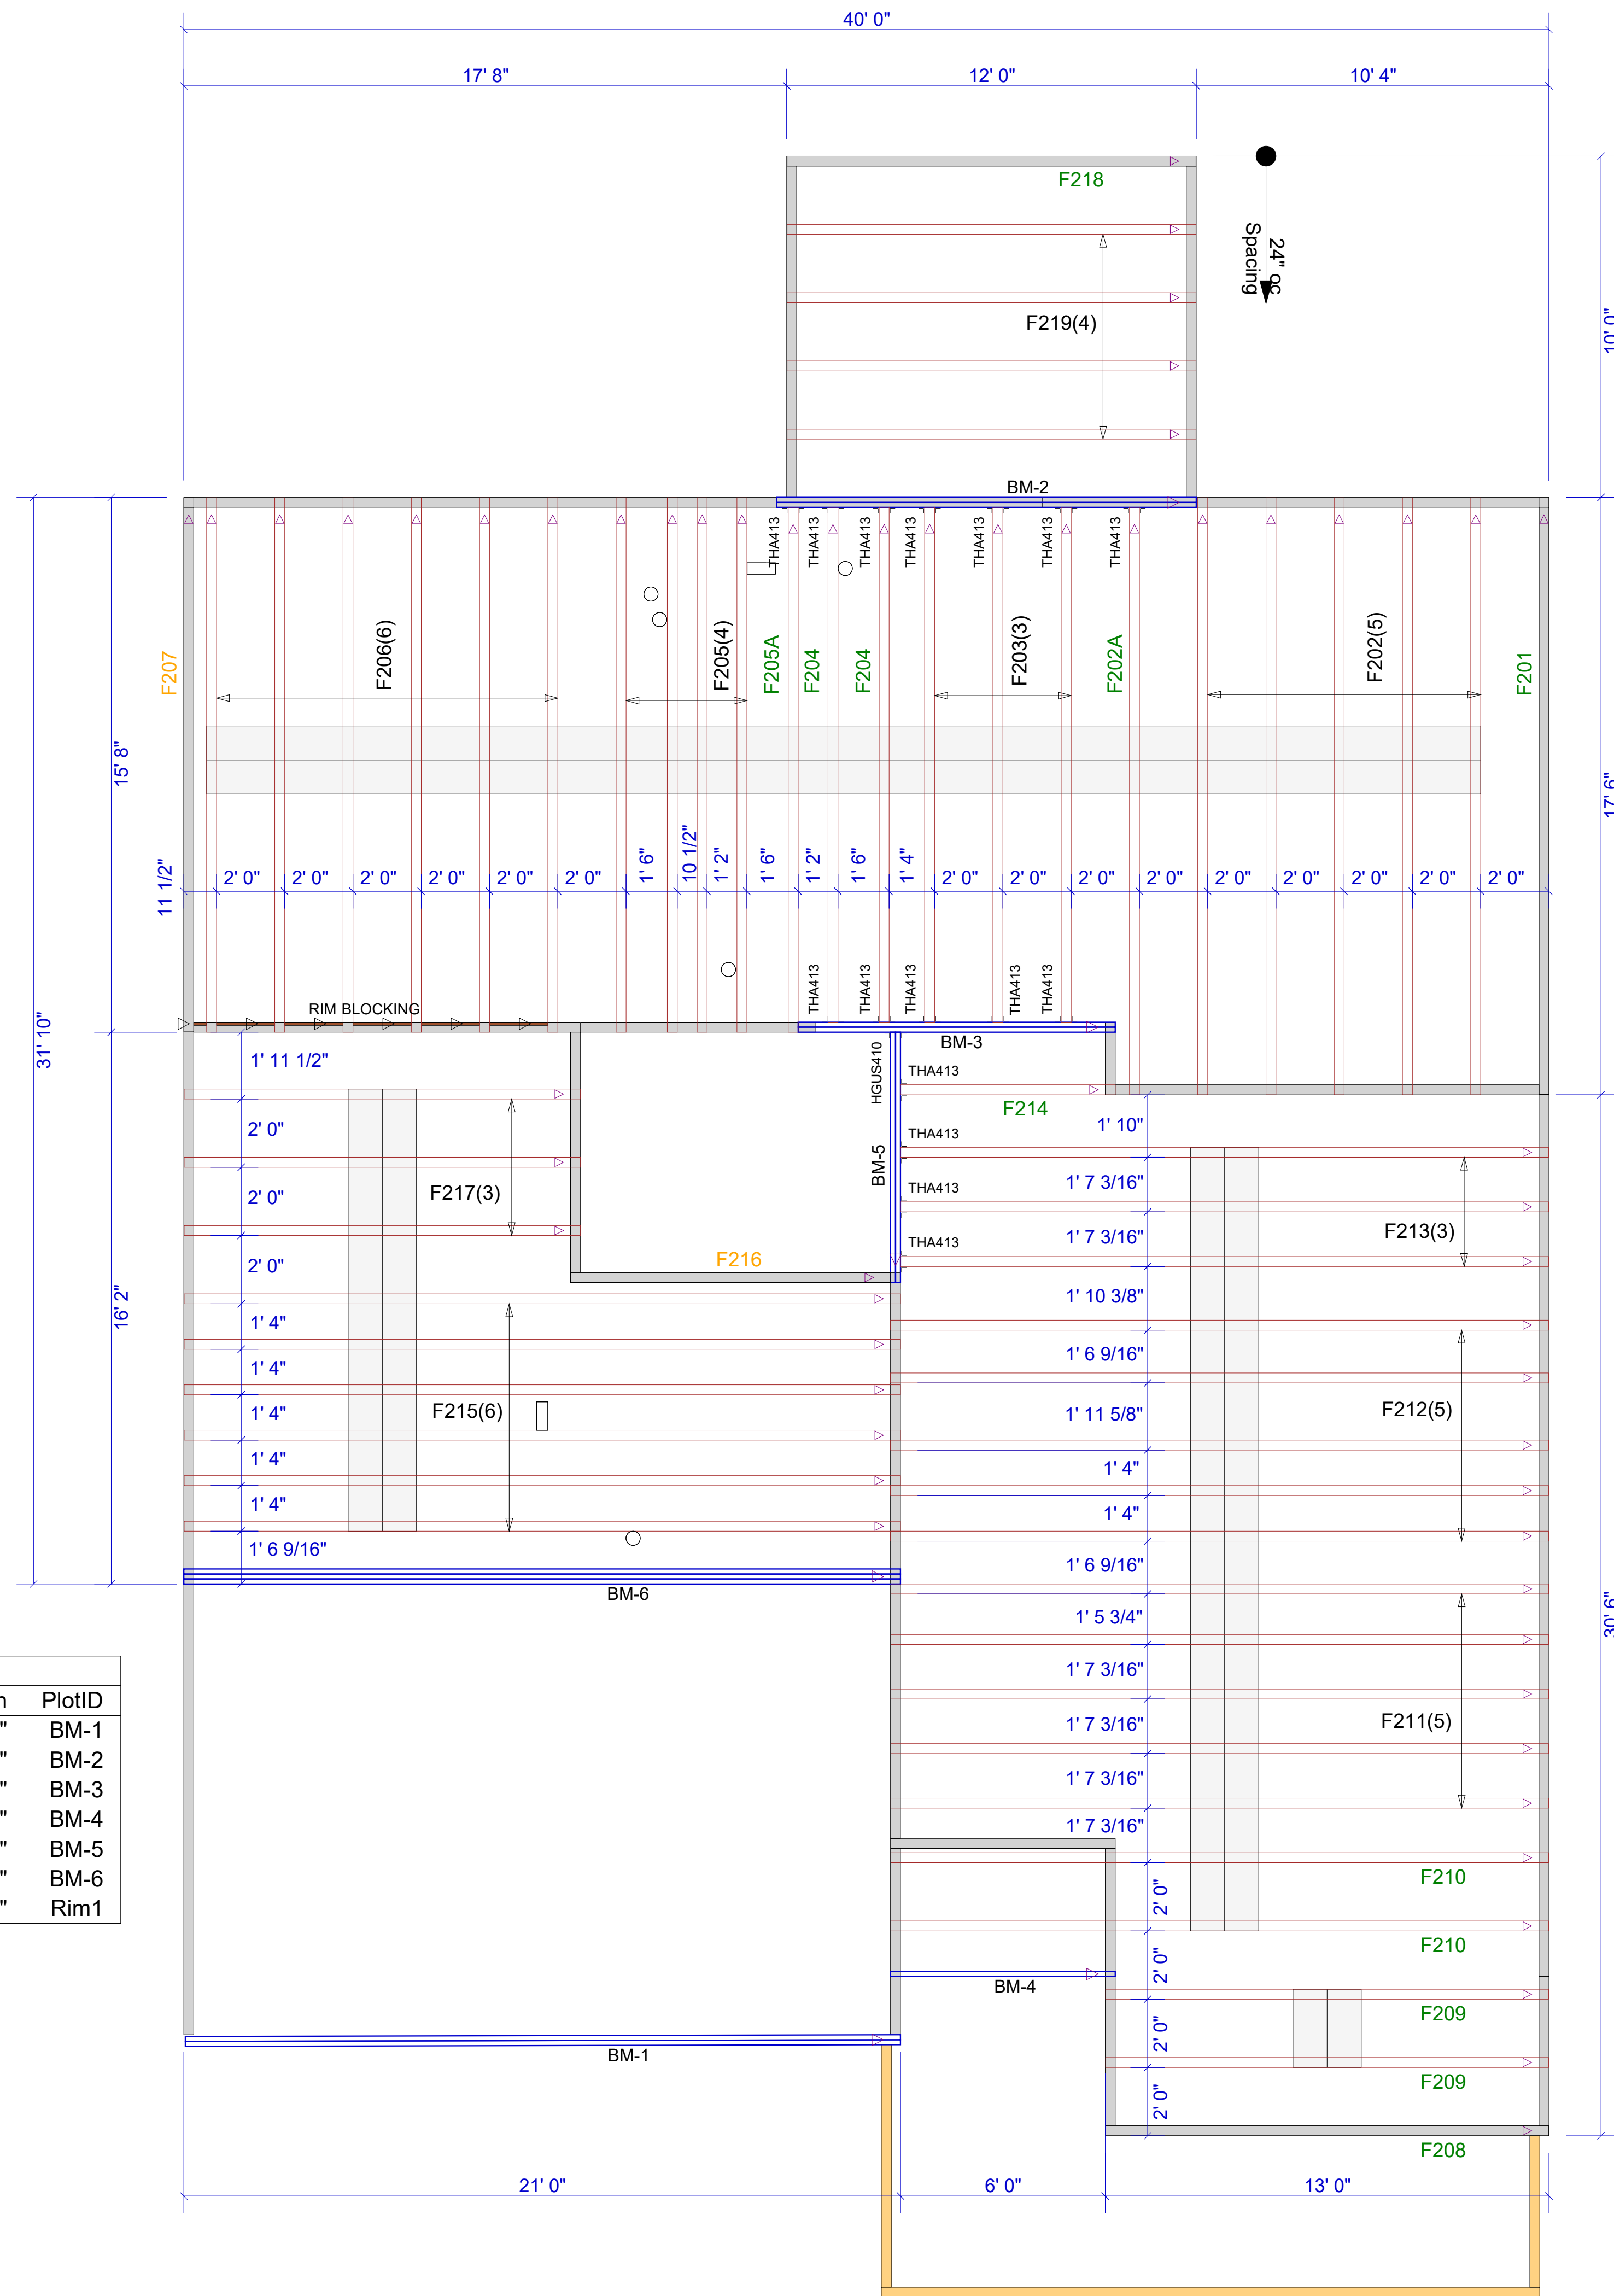 40' 0"
17' 8"
12' 0"
10' 4"
F218
24" oc
Spacing
F219(4)
10' 0"
BM-2
THA413
THA413
THA413
THA413
THA413
THA413
THA413
F207
F206(6)
F205(4)
F205A
F204
F204
F203(3)
F202A
F202(5)
F201
15' 8"
17' 6"
11 1/2"
2' 0"
2' 0"
2' 0"
2' 0"
2' 0"
2' 0"
1' 6"
10 1/2"
1' 2"
1' 6"
1' 2"
1' 6"
1' 4"
2' 0"
2' 0"
2' 0"
2' 0"
2' 0"
2' 0"
2' 0"
2' 0"
2' 0"
THA413
THA413
THA413
THA413
THA413
RIM BLOCKING
BM-3
31' 10"
1' 11 1/2"
HGUS410
THA413
F214
1' 10"
2' 0"
THA413
BM-5
1' 7 3/16"
F217(3)
2' 0"
THA413
F213(3)
1' 7 3/16"
THA413
F216
2' 0"
16' 2"
1' 10 3/8"
1' 4"
1' 6 9/16"
1' 4"
F215(6)
1' 4"
1' 11 5/8"
F212(5)
1' 4"
1' 4"
1' 4"
1' 4"
1' 6 9/16"
1' 6 9/16"
BM-6
1' 5 3/4"
30' 6"
1' 7 3/16"
n PlotID
" BM-1
" BM-2
" BM-3
" BM-4
" BM-5
" BM-6
" Rim1
1' 7 3/16"
F211(5)
1' 7 3/16"
1' 7 3/16"
F210
2' 0"
F210
2' 0"
BM-4
F209
2' 0"
BM-1
F209
2' 0"
F208
21' 0"
6' 0"
13' 0"